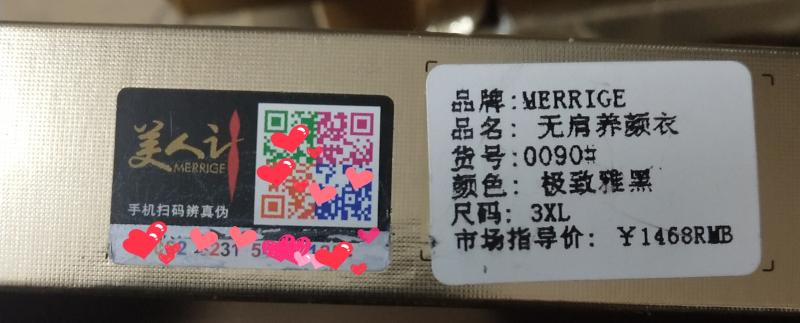 美人计
MERRIGE
手机扫码辨真伪
品牌:MERRIGE
品名: 无肩养颜衣
货号:0090#
颜色: 极致雅黑
尺码: 3XL
市场指导价: ¥1468RMB